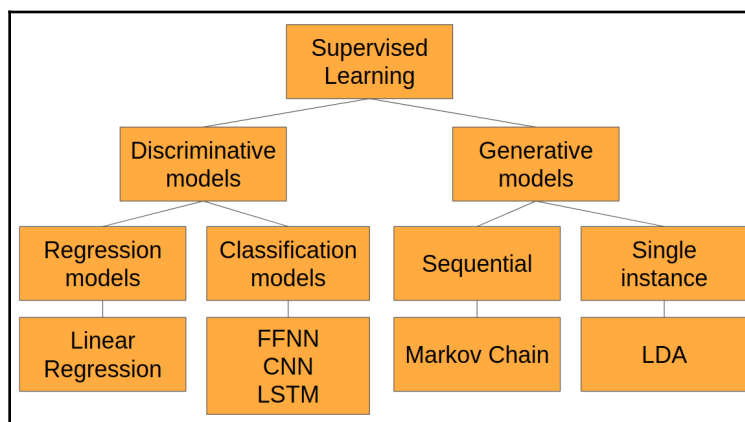 Supervised
Learning
Discriminative
models
Generative
models
Regression
models
Classification
models
Sequential
Single
instance
Linear
Regression
FFNN
CNN
LSTM
Markov Chain
LDA